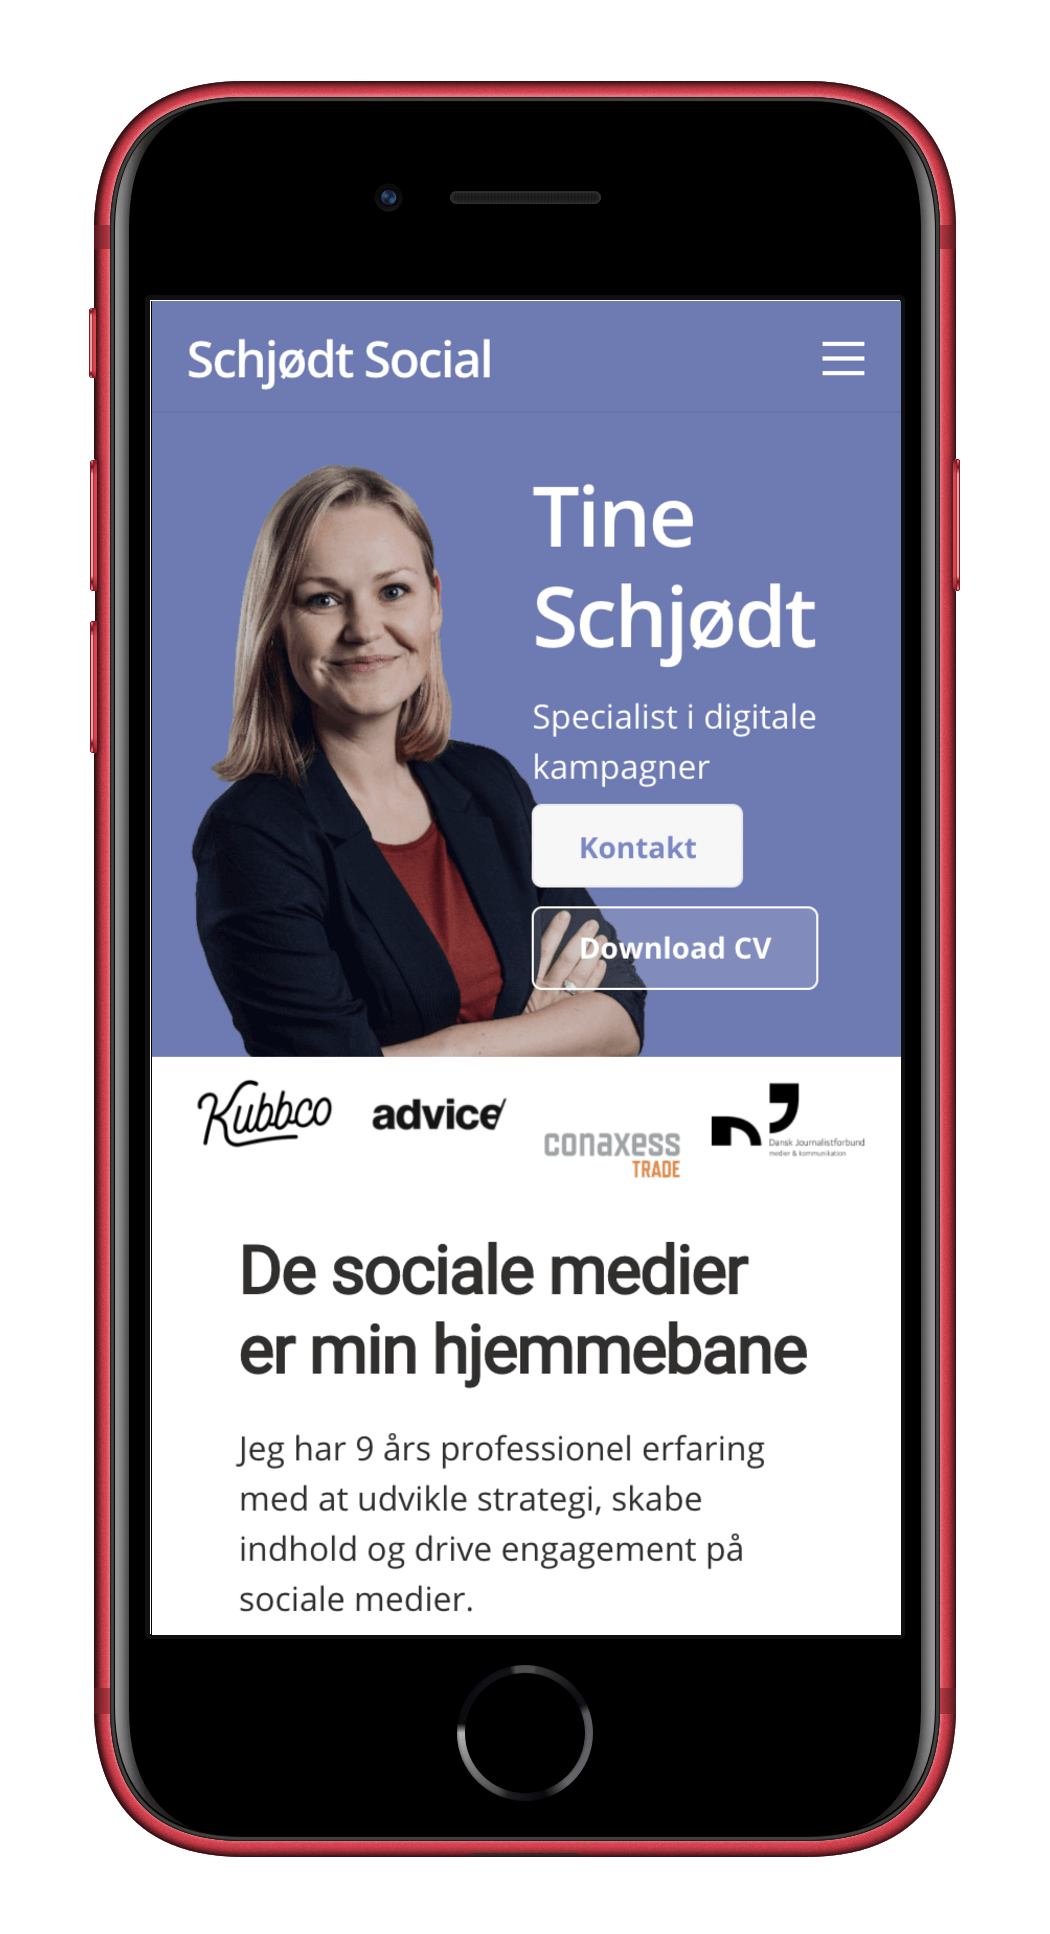 Schjødt Social
Tine
Schjødt
Specialist i digitale
kampagner
Kontakt
Download CV
Kubbco
advice
conaxess
TRADE
Dansk Journalistforbund
medier & kommunikation
De sociale medier
er min hjemmebane
Jeg har 9 års professionel erfaring
med at udvikle strategi, skabe
indhold og drive engagement på
sociale medier.